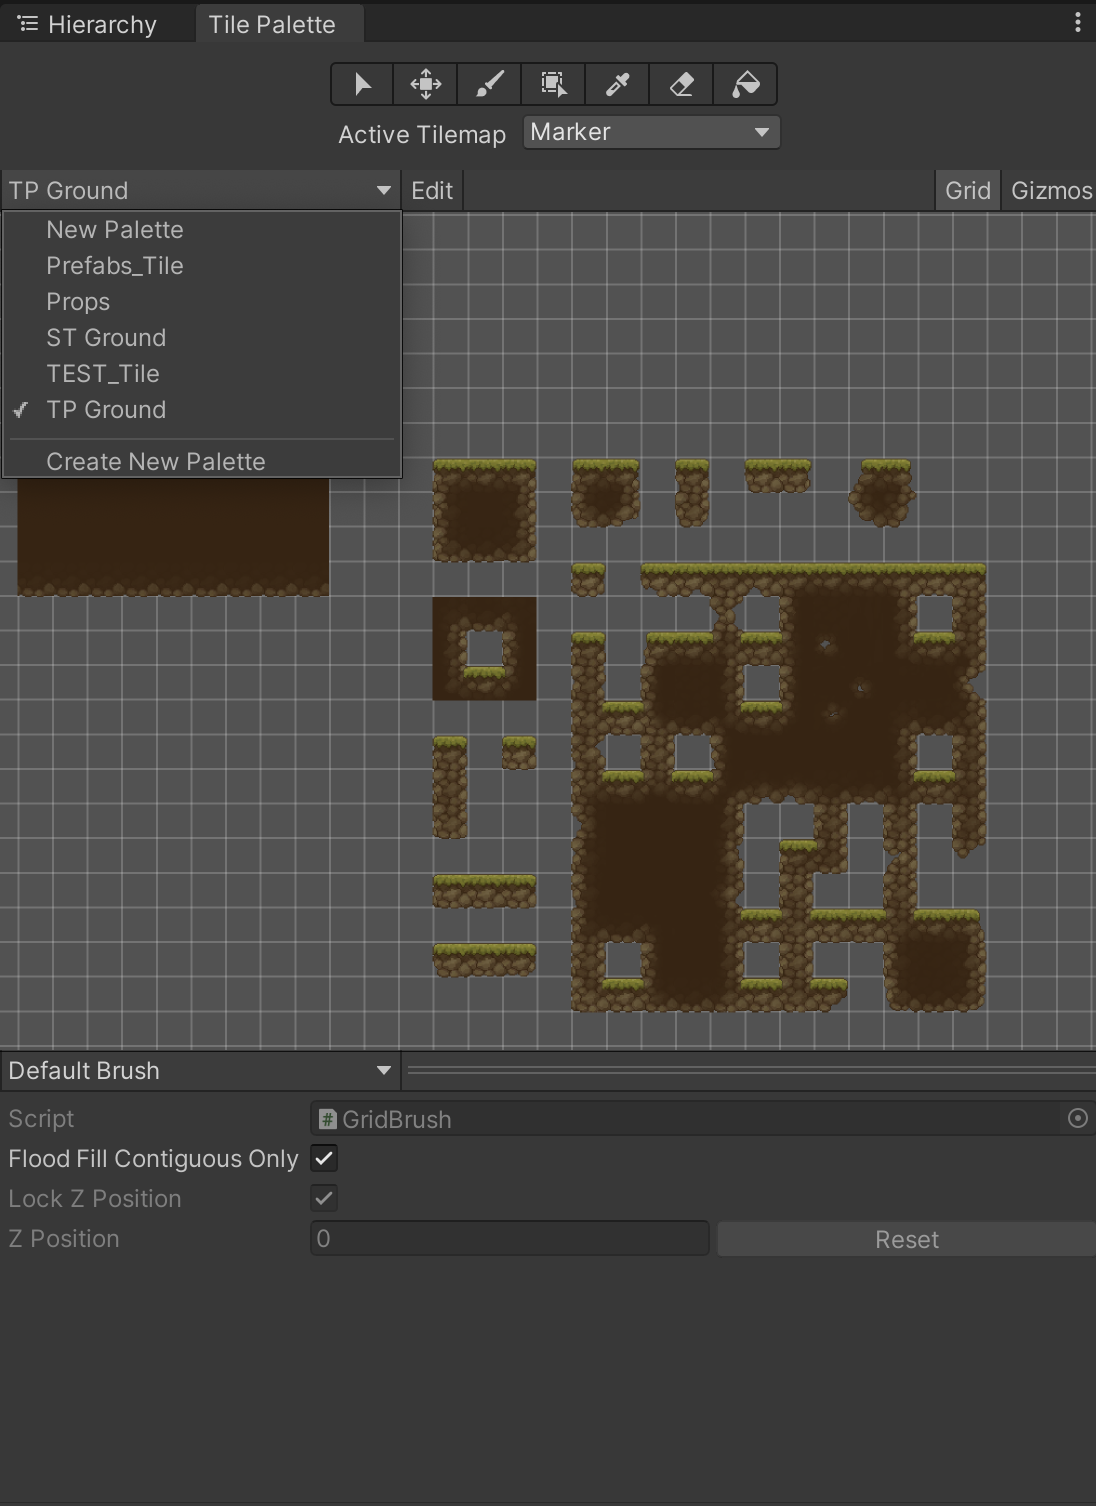 Hierarchy
Tile Palette
Active Tilemap
Marker
TP Ground
Edit
Grid
Gizmos
New Palette
Prefabs_Tile
Props
ST Ground
TEST_Tile
TP Ground
Create New Palette
Default Brush
Script
# GridBrush
Flood Fill Contiguous Only
Lock Z Position
Z Position
0
Reset